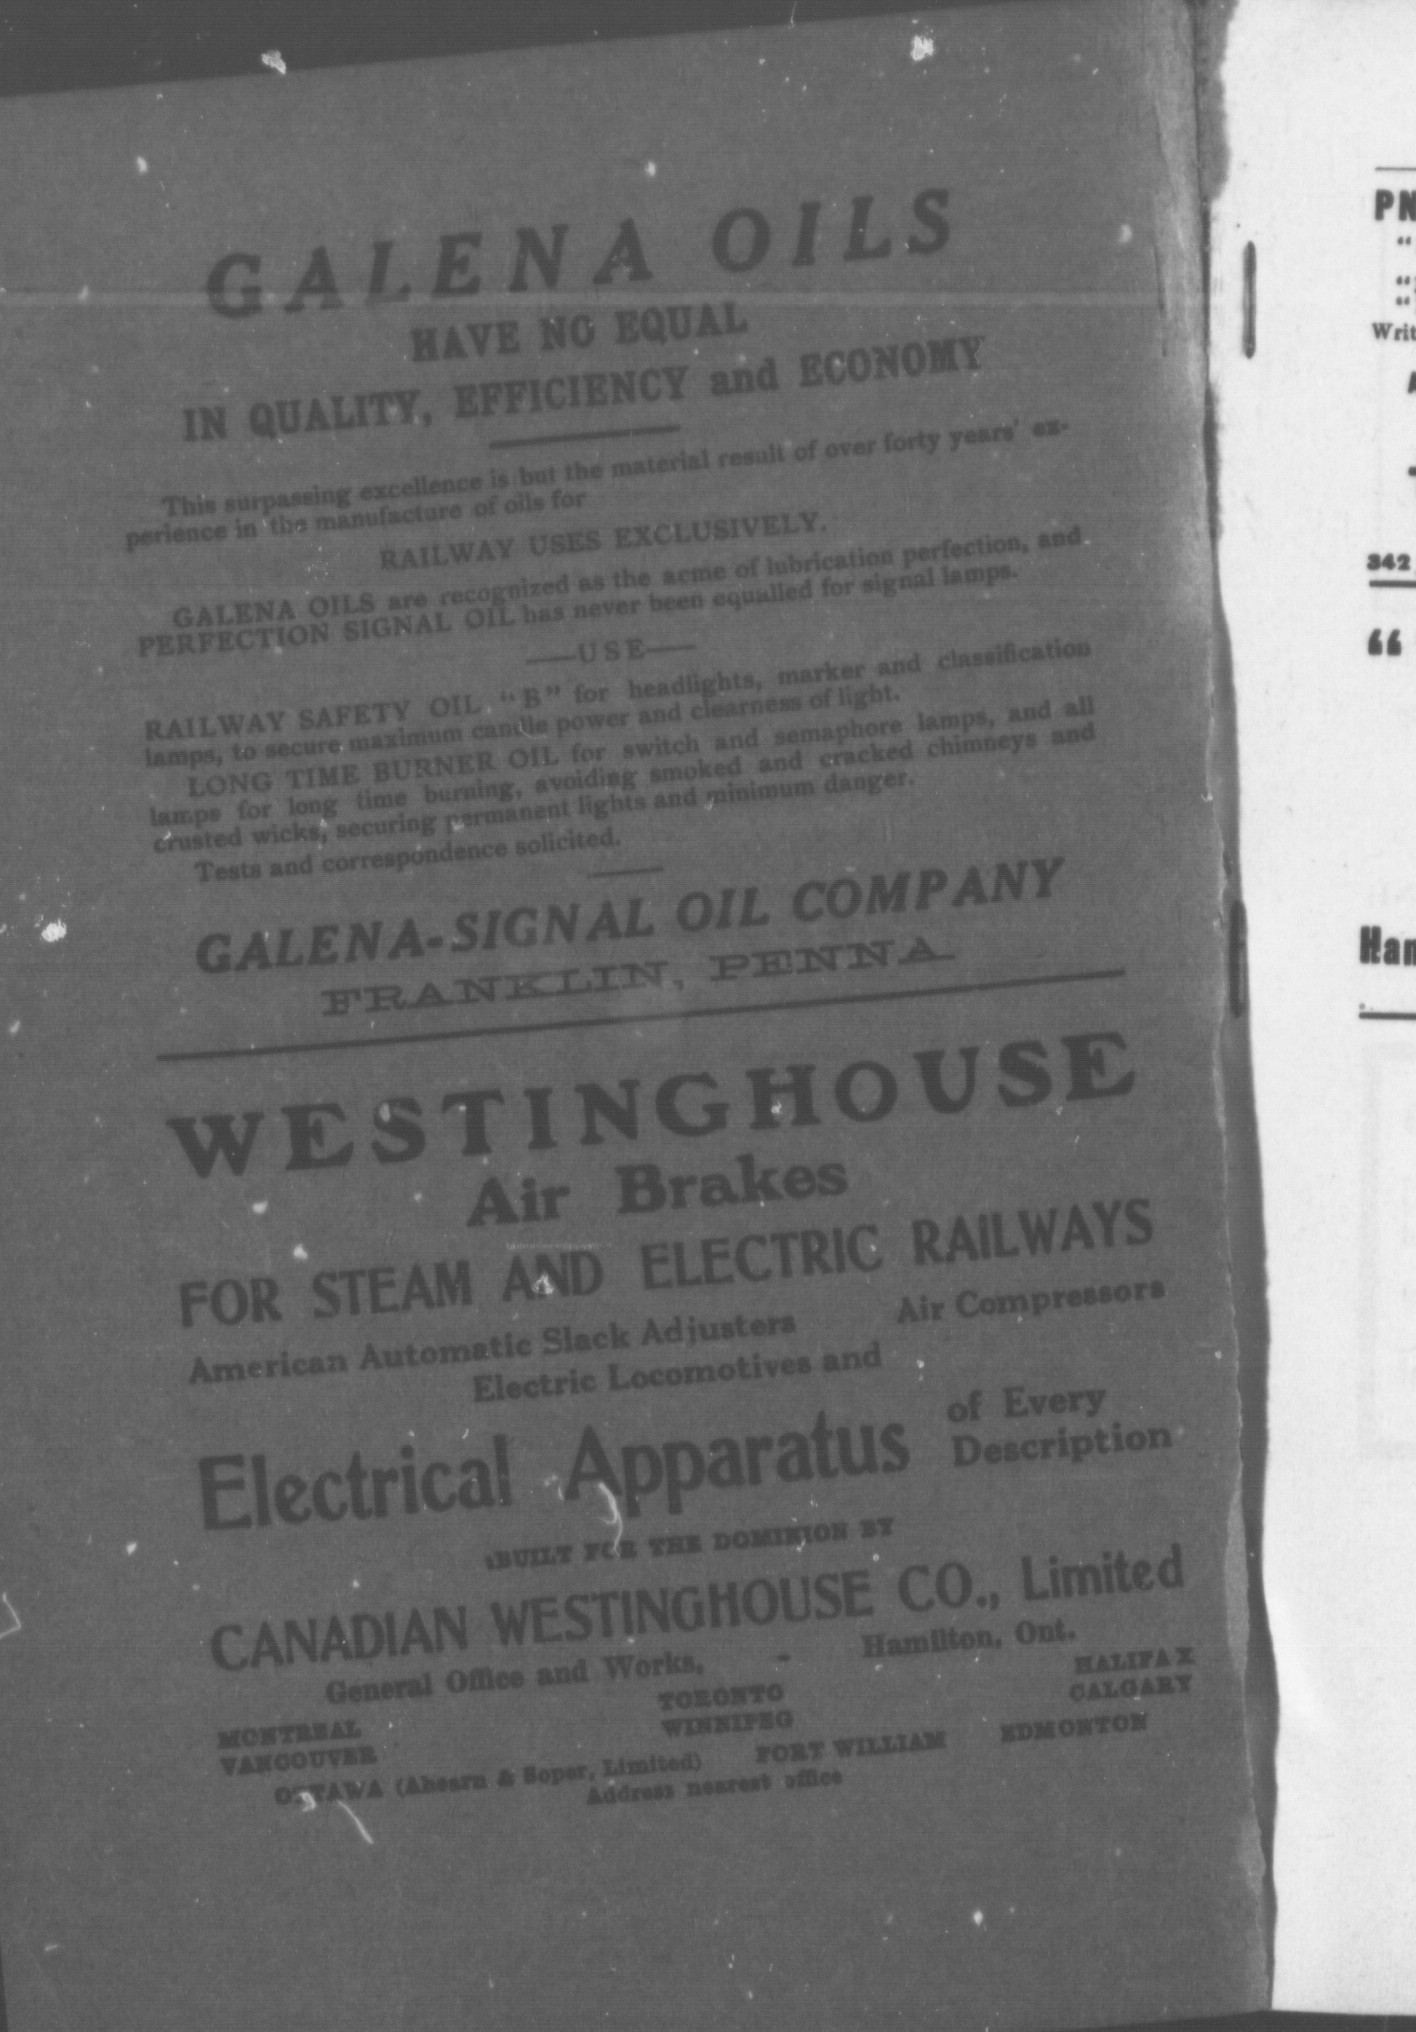 GALENA OILS
HAVE NO EQUAL
IN QUALITY, EFFICIENCY and ECONOMY
This surpassing excellence is but the material result of over forty years' ex-
perience in the manufacture of oils for
RAILWAY USES EXCLUSIVELY.
GALENA OILS are recognized as the acme of lubrication perfection, and
PERFECTION SIGNAL OIL has never been equalled for signal lamps.
—USE—
RAILWAY SAFETY OIL "B" for headlights, marker and classification
lamps, to secure maximum candle power and clearness of light.
LONG TIME BURNER OIL for switch and semaphore lamps, and all
lamps for long time burning, avoiding smoked and cracked chimneys and
crusted wicks, securing permanent lights and minimum danger.
Tests and correspondence solicited.
GALENA-SIGNAL OIL COMPANY
FRANKLIN, PENNA
WESTINGHOUSE
Air Brakes
FOR STEAM AND ELECTRIC RAILWAYS
American Automatic Slack Adjusters Air Compressors
Electric Locomotives and
Electrical Apparatus of Every
Description
BUILT FOR THE DOMINION BY
CANADIAN WESTINGHOUSE CO., Limited
General Office and Works, - Hamilton, Ont.
MONTREAL TORONTO HALIFAX
VANCOUVER WINNIPEG CALGARY
OTTAWA (Ahearn & Soper, Limited) FORT WILLIAM EDMONTON
Address nearest office
PN
"
"
"
Writ
342
"
Han